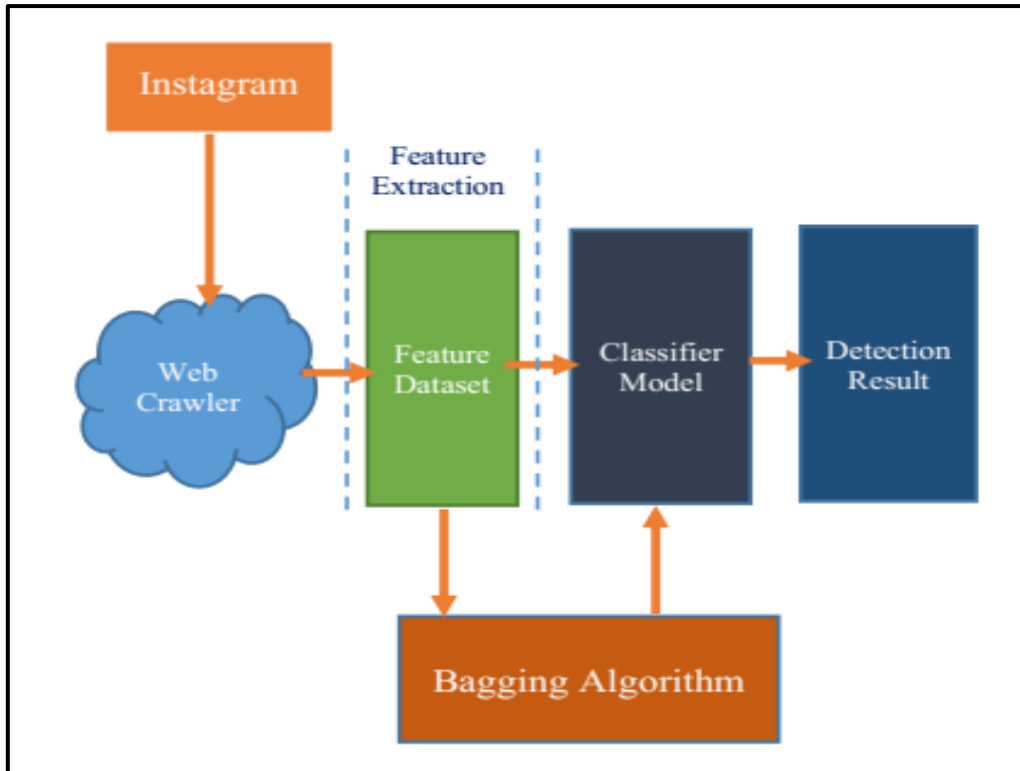 Instagram
Feature
Extraction
Web
Crawler
Feature
Dataset
Classifier
Model
Detection
Result
Bagging Algorithm